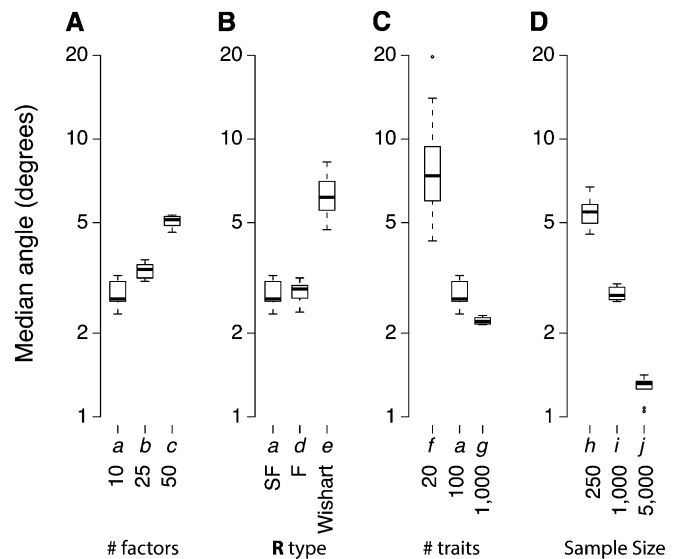 A B C D
20 20 20 20
10 10 10 10
5 5 5 5
2 2 2 2
1 1 1 1
Median angle (degrees)
a b c a d e f a g h i j
10 25 50 SF F Wishart 20 100 1,000 250 1,000 5,000
# factors R type # traits Sample Size